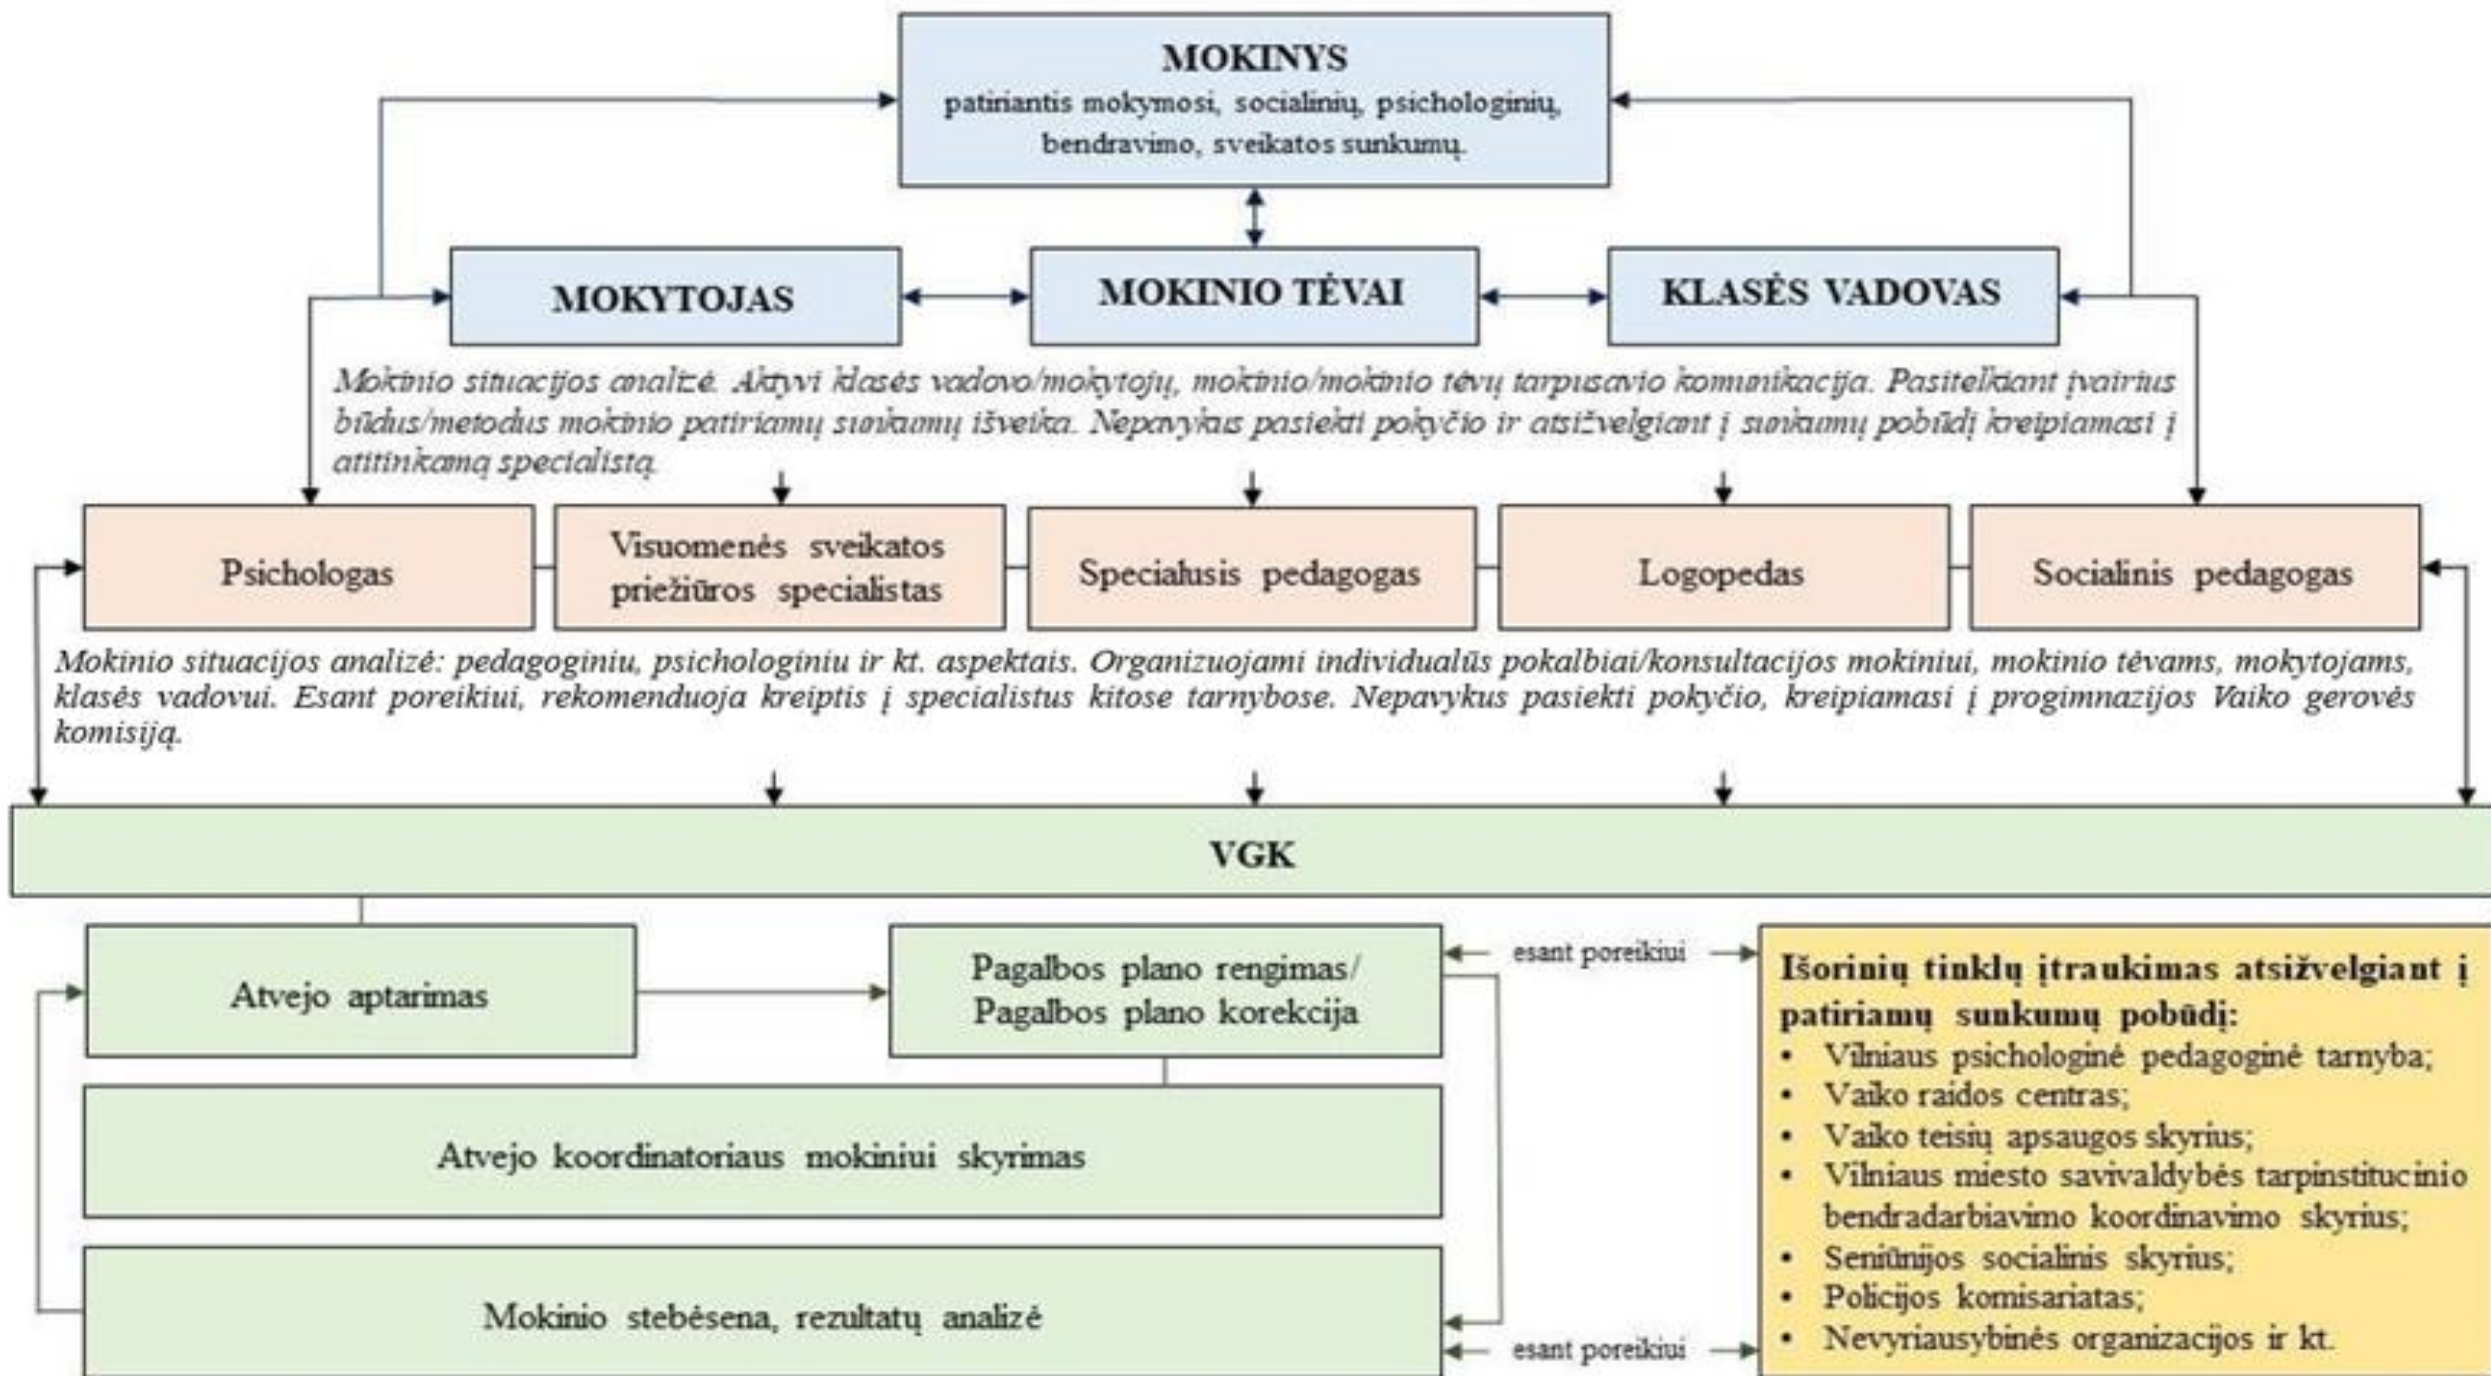 MOKINYS
patiriantis mokymosi, socialinių, psichologinių,
bendravimo, sveikatos sunkumų.
MOKYTOJAS
MOKINIO TĖVAI
KLASĖS VADOVAS
Mokinio situacijos analizė. Aktyvi klasės vadovo/mokytojų, mokinio/mokinio tėvų tarpusavio komunikacija. Pasitelkiant įvairius
būdus/metodus mokinio patiriamų sunkumų išveika. Nepavykus pasiekti pokyčio ir atsižvelgiant į sunkumų pobūdį kreipiamasi į
atitinkamą specialistą.
Psichologas
Visuomenės sveikatos
priežiūros specialistas
Specialusis pedagogas
Logopedas
Socialinis pedagogas
Mokinio situacijos analizė: pedagoginiu, psichologiniu ir kt. aspektais. Organizuojami individualūs pokalbiai/konsultacijos mokiniui, mokinio tėvams, mokytojams,
klasės vadovui. Esant poreikiui, rekomenduoja kreiptis į specialistus kitose tarnybose. Nepavykus pasiekti pokyčio, kreipiamasi į progimnazijos Vaiko gerovės
komisiją.
VGK
Atvejo aptarimas
Pagalbos plano rengimas/
Pagalbos plano korekcija
esant poreikiui
Atvejo koordinatoriaus mokiniui skyrimas
Mokinio stebėsena, rezultatų analizė
esant poreikiui
Išorinių tinklų įtraukimas atsižvelgiant į
patiriamų sunkumų pobūdį:
• Vilniaus psichologinė pedagoginė tarnyba;
• Vaiko raidos centras;
• Vaiko teisių apsaugos skyrius;
• Vilniaus miesto savivaldybės tarpinstitucinio
bendradarbiavimo koordinavimo skyrius;
• Seniūnijos socialinis skyrius;
• Policijos komisariatas;
• Nevyriausybinės organizacijos ir kt.